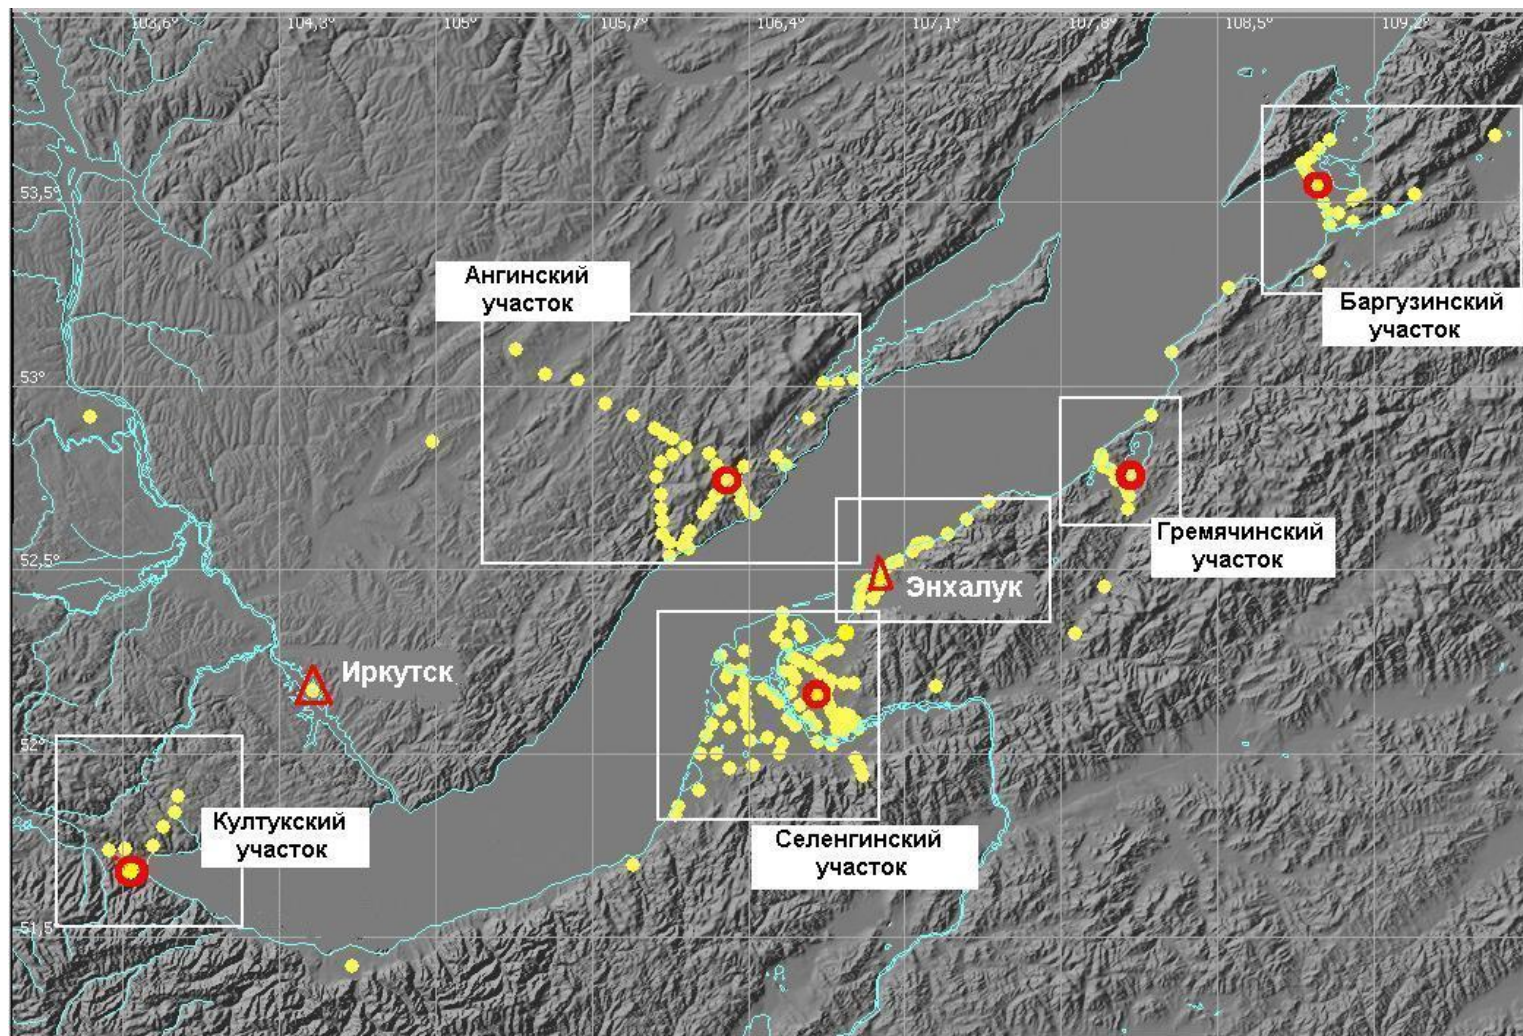 103,6° 104,3° 105° 105,7° 106,4° 107,1° 107,8° 108,5° 109,2°
53,5°
Ангинский
участок
Баргузинский
участок
53°
Гремячинский
участок
52,5°
Энхалук
Иркутск
52°
Култукский
участок
Селенгинский
участок
51,5°